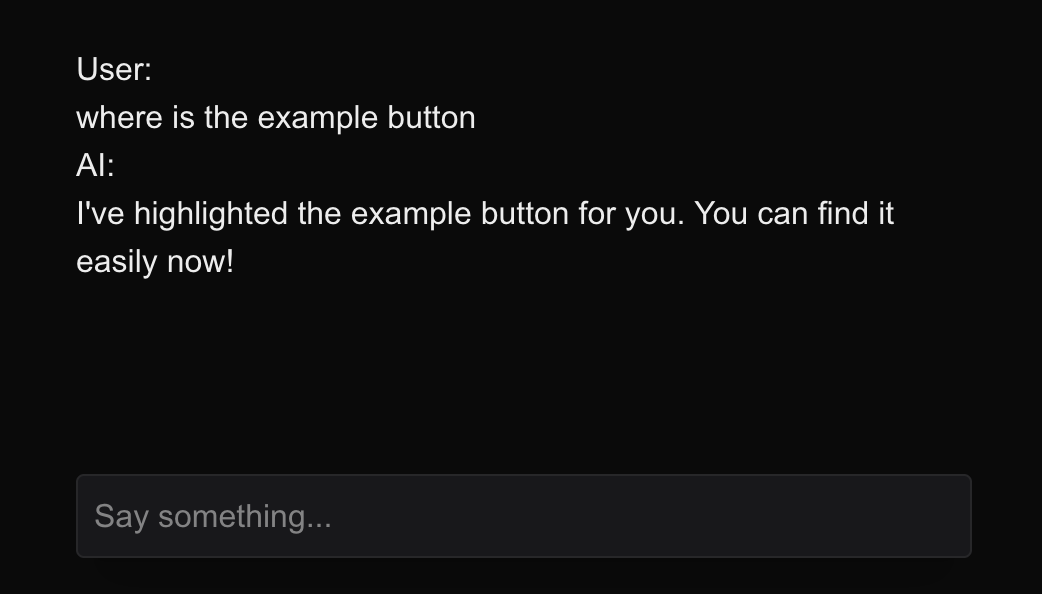 User:
where is the example button
AI:
I've highlighted the example button for you. You can find it
easily now!
Say something...